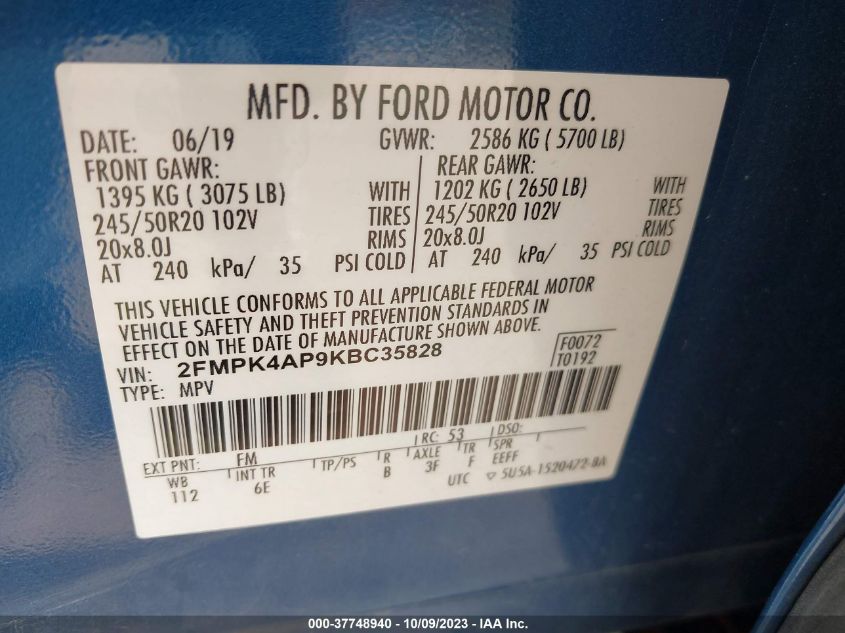 MFD. BY FORD MOTOR CO.
DATE: 06/19 GVWR: 2586 KG ( 5700 LB)
FRONT GAWR: REAR GAWR:
1395 KG ( 3075 LB) WITH 1202 KG ( 2650 LB) WITH
245/50R20 102V TIRES 245/50R20 102V TIRES
20x8.0J RIMS 20x8.0J RIMS
AT 240 kPa/ 35 PSI COLD AT 240 kPa/ 35 PSI COLD
THIS VEHICLE CONFORMS TO ALL APPLICABLE FEDERAL MOTOR
VEHICLE SAFETY AND THEFT PREVENTION STANDARDS IN
EFFECT ON THE DATE OF MANUFACTURE SHOWN ABOVE.
VIN: 2FMPK4AP9KBC35828
F0072
TYPE: MPV
T0192
EXT PNT: FM RC: 53 DSO:
WB INT TR TP/PS R AXLE TR SPR
112 6E B 3F F EEFF
UTC 5U5A-1520472-BA
000-37748940 - 10/09/2023 - IAA Inc.